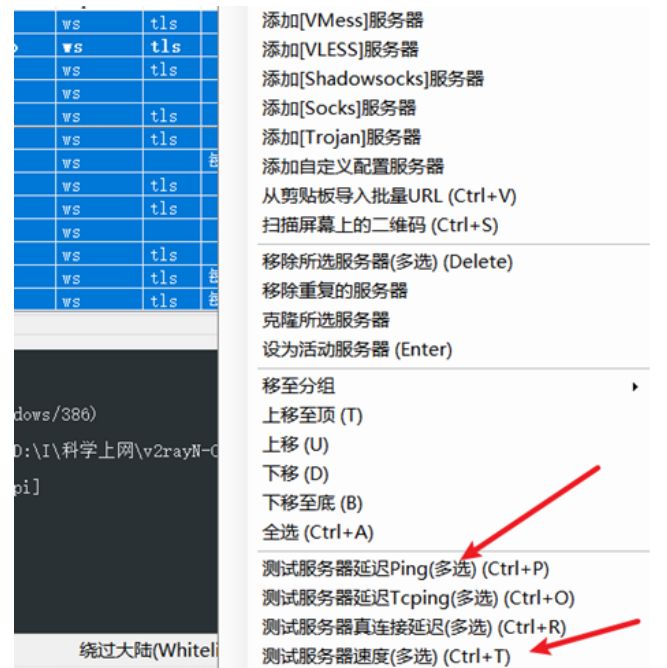 ws tls
ws tls
ws tls
ws
ws tls
ws tls
ws
ws tls
ws tls
ws
ws tls
ws tls
ws tls
dows/386)
D:\I\科学上网\v2rayN-C
pi]
绕过大陆(Whiteli
添加[VMess]服务器
添加[VLESS]服务器
添加[Shadowsocks]服务器
添加[Socks]服务器
添加[Trojan]服务器
添加自定义配置服务器
从剪贴板导入批量URL (Ctrl+V)
扫描屏幕上的二维码 (Ctrl+S)
移除所选服务器(多选) (Delete)
移除重复的服务器
克隆所选服务器
设为活动服务器 (Enter)
移至分组
上移至顶 (T)
上移 (U)
下移 (D)
下移至底 (B)
全选 (Ctrl+A)
测试服务器延迟Ping(多选) (Ctrl+P)
测试服务器延迟Tcping(多选) (Ctrl+O)
测试服务器真连接延迟(多选) (Ctrl+R)
测试服务器速度(多选) (Ctrl+T)